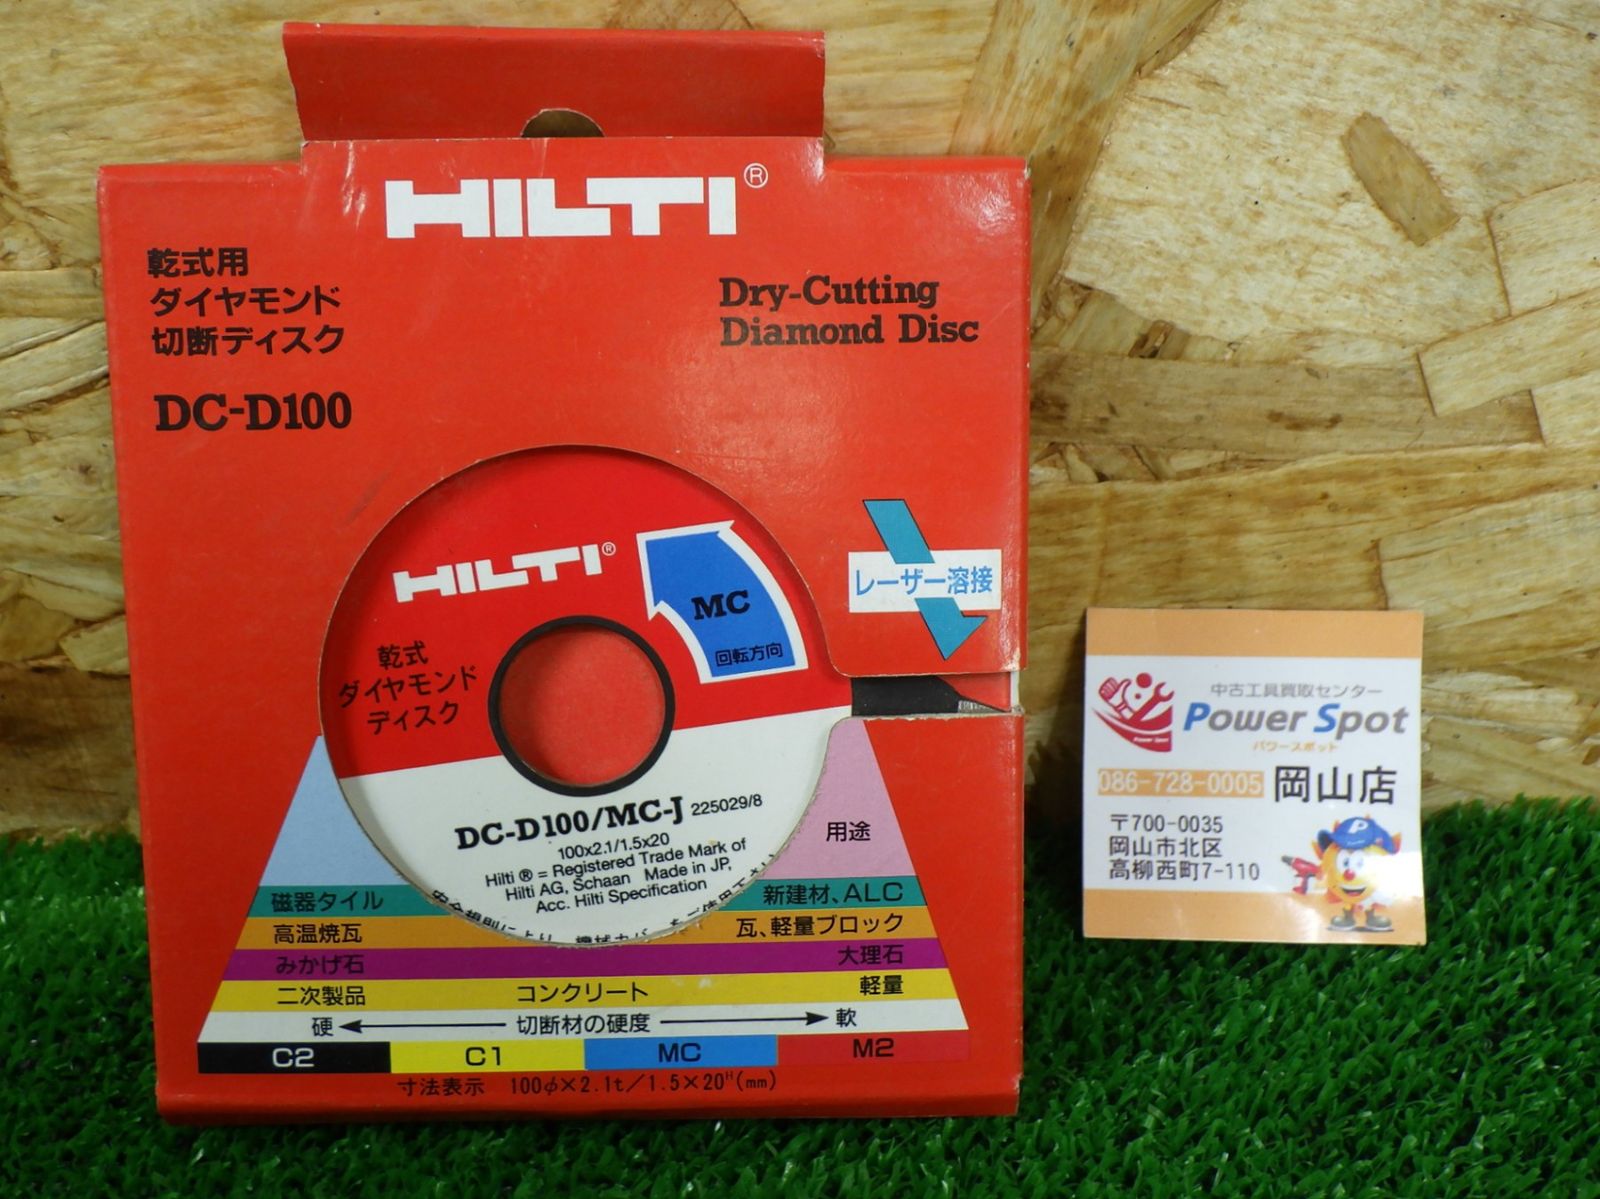 HILTI®
乾式用
ダイヤモンド
切断ディスク
DC-D100
Dry-Cutting
Diamond Disc
レーザー溶接
HILTI®
MC
回転方向
乾式
ダイヤモンド
ディスク
DC-D100/MC-J 225029/8
100x2.1/1.5x20
Hilti ® = Registered Trade Mark of
Hilti AG, Schaan Made in JP,
Acc. Hilti Specification
用途
磁器タイル 新建材、ALC
高温焼瓦 瓦、軽量ブロック
みかげ石 大理石
二次製品 コンクリート 軽量
硬 ← 切断材の硬度 → 軟
C2 C1 MC M2
寸法表示 100φ×2.1t/1.5×20H(mm)
中古工具買取センター
Power Spot
パワースポット
Power Spot
086-728-0005 岡山店
〒700-0035
岡山市北区
高柳西町7-110
P